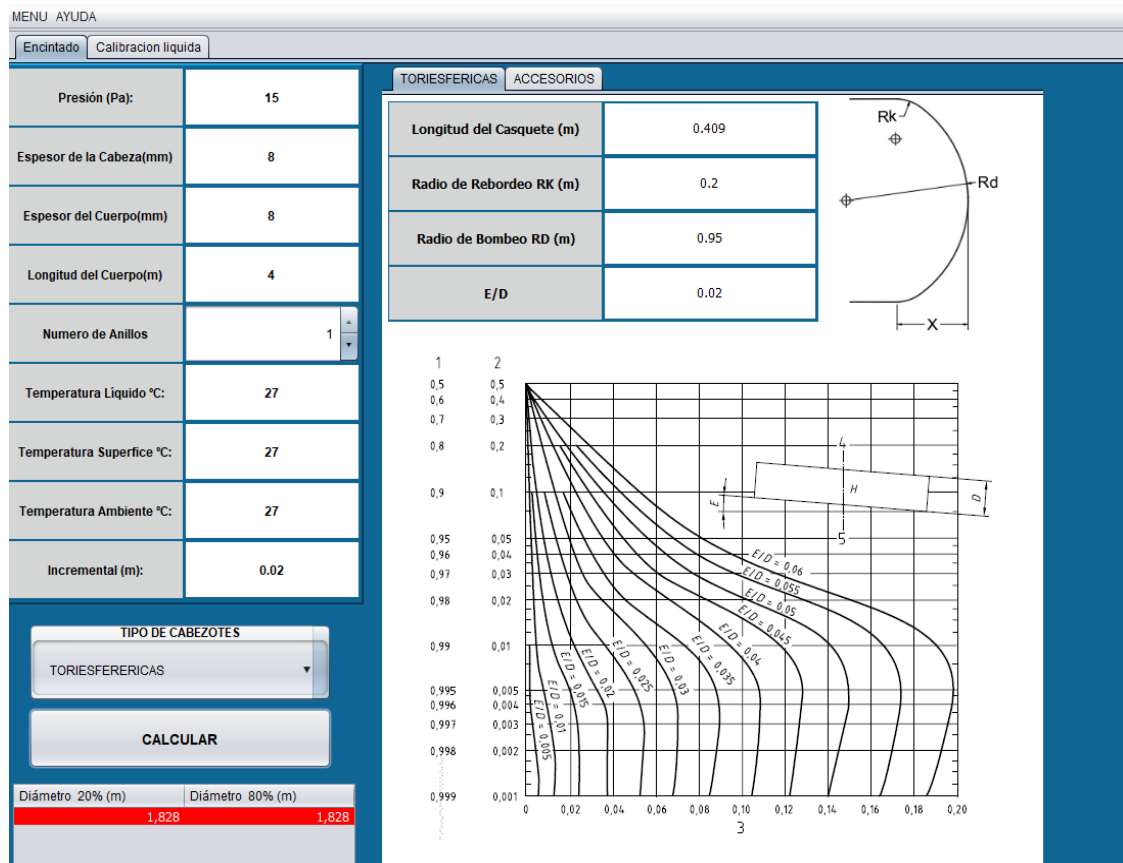 MENU AYUDA
Encintado Calibracion liquida
Presión (Pa): 15
Espesor de la Cabeza(mm) 8
Espesor del Cuerpo(mm) 8
Longitud del Cuerpo(m) 4
Numero de Anillos 1
Temperatura Líquido ºC: 27
Temperatura Superfice ºC: 27
Temperatura Ambiente ºC: 27
Incremental (m): 0.02
TIPO DE CABEZOTES
TORIESFERERICAS
CALCULAR
Diámetro 20% (m) Diámetro 80% (m)
1,828 1,828
TORIESFERICAS ACCESORIOS
Longitud del Casquete (m) 0.409
Radio de Rebordeo RK (m) 0.2
Radio de Bombeo RD (m) 0.95
E/D 0.02
Rk
Rd
X
1 2
0,5 0,5
0,6 0,4
0,7 0,3
0,8 0,2
0,9 0,1
0,95 0,05
0,96 0,04
0,97 0,03
0,98 0,02
0,99 0,01
0,995 0,005
0,996 0,004
0,997 0,003
0,998 0,002
0,999 0,001
4
H
E
D
5
E/D = 0,06
E/D = 0,055
E/D = 0,05
E/D = 0,045
E/D = 0,04
E/D = 0,035
E/D = 0,03
E/D = 0,025
E/D = 0,02
E/D = 0,015
E/D = 0,01
E/D = 0,005
0 0,02 0,04 0,06 0,08 0,10 0,12 0,14 0,16 0,18 0,20
3